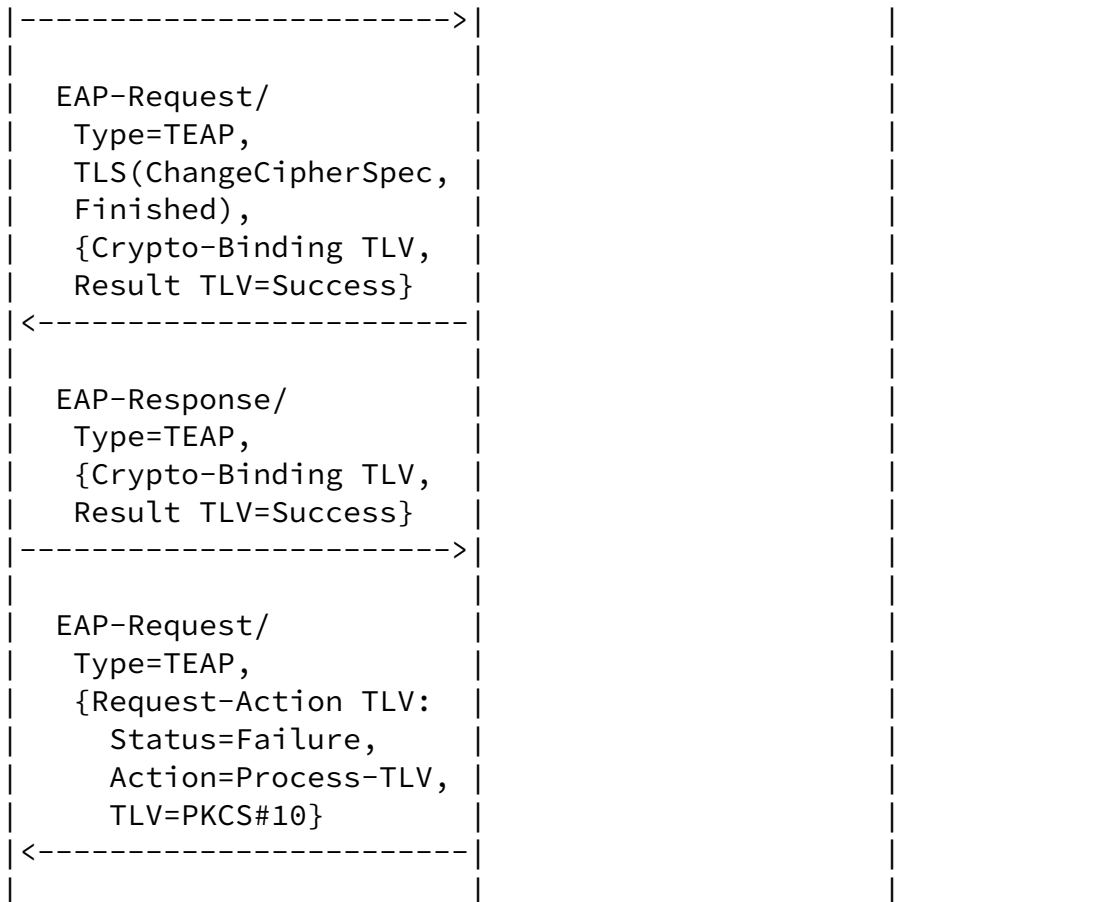 |------------------------>|                       |
|                         |                       |
|  EAP-Request/           |                       |
|   Type=TEAP,            |                       |
|   TLS(ChangeCipherSpec, |                       |
|   Finished),            |                       |
|   {Crypto-Binding TLV,  |                       |
|   Result TLV=Success}   |                       |
|<------------------------|                       |
|                         |                       |
|  EAP-Response/          |                       |
|   Type=TEAP,            |                       |
|   {Crypto-Binding TLV,  |                       |
|   Result TLV=Success}   |                       |
|------------------------>|                       |
|                         |                       |
|  EAP-Request/           |                       |
|   Type=TEAP,            |                       |
|   {Request-Action TLV:  |                       |
|     Status=Failure,     |                       |
|     Action=Process-TLV, |                       |
|     TLV=PKCS#10}        |                       |
|<------------------------|                       |
|                         |                       |